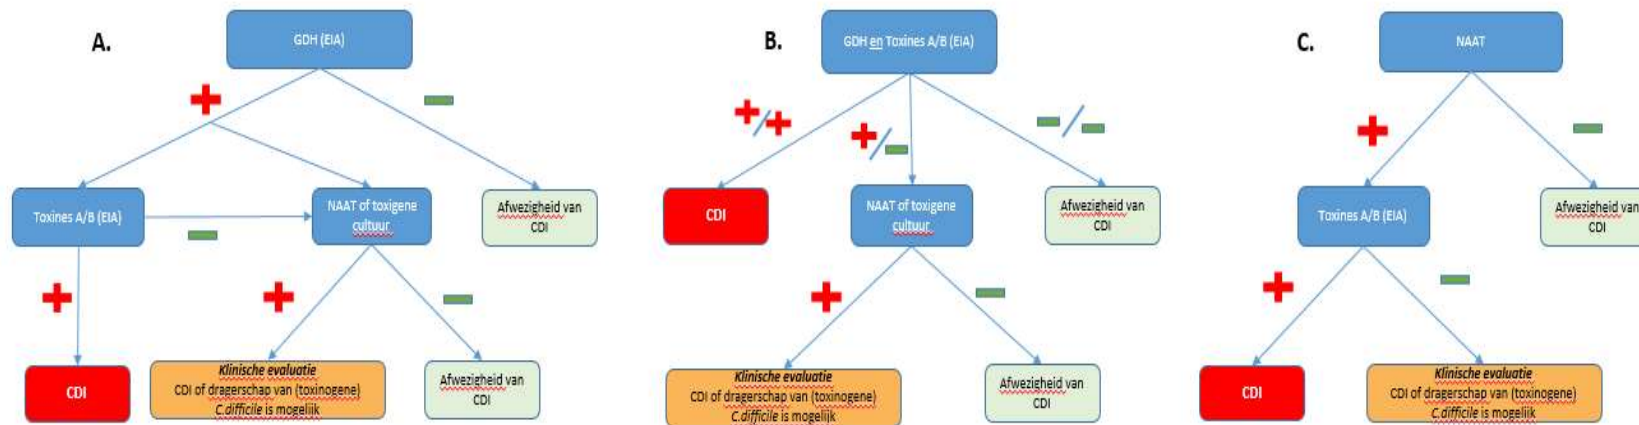 A.
GDH (EIA)
Toxines A/B (EIA)
NAAT of toxigene
cultuur
Afwezigheid van
CDI
CDI
Klinische evaluatie
CDI of dragerschap van (toxinogene)
C.difficile is mogelijk
Afwezigheid van
CDI
B.
GDH en Toxines A/B (EIA)
CDI
NAAT of toxigene
cultuur
Afwezigheid van
CDI
Klinische evaluatie
CDI of dragerschap van (toxinogene)
C.difficile is mogelijk
Afwezigheid van
CDI
C.
NAAT
Toxines A/B (EIA)
Afwezigheid van
CDI
CDI
Klinische evaluatie
CDI of dragerschap van (toxinogene)
C.difficile is mogelijk